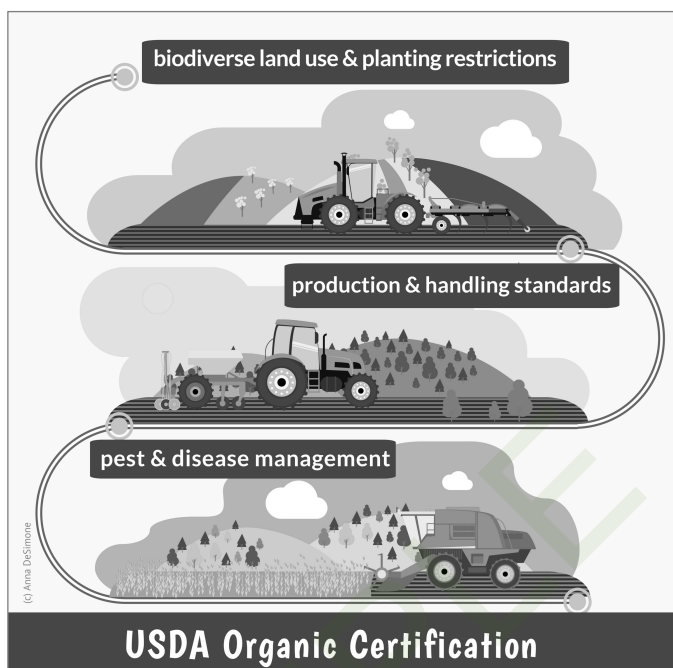 biodiverse land use & planting restrictions
production & handling standards
pest & disease management
(c) Anna DeSimone
USDA Organic Certification